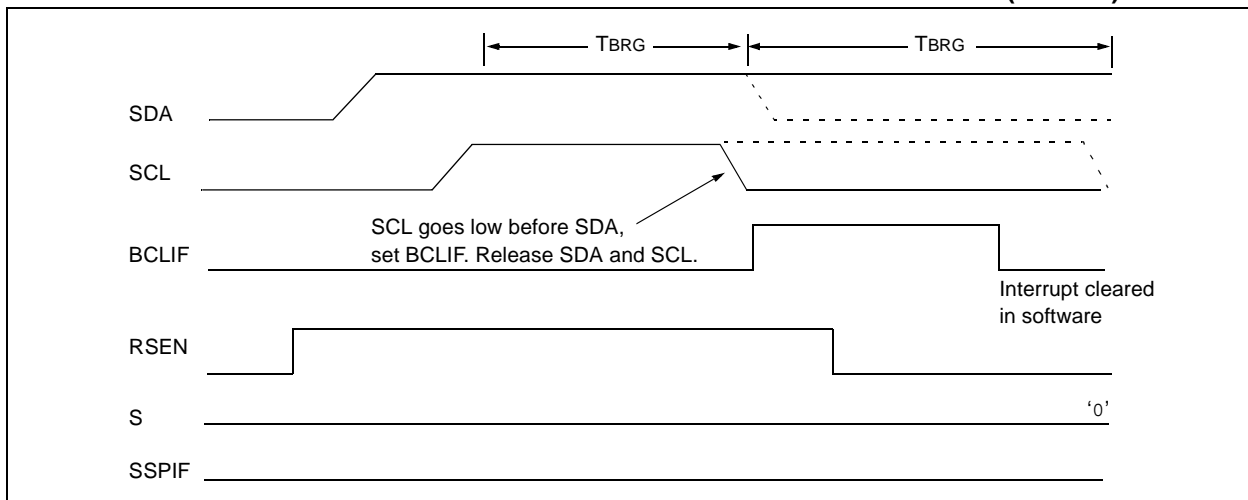 TBRG
TBRG
SDA
SCL
SCL goes low before SDA,
set BCLIF. Release SDA and SCL.
BCLIF
Interrupt cleared
in software
RSEN
S
‘0’
SSPIF